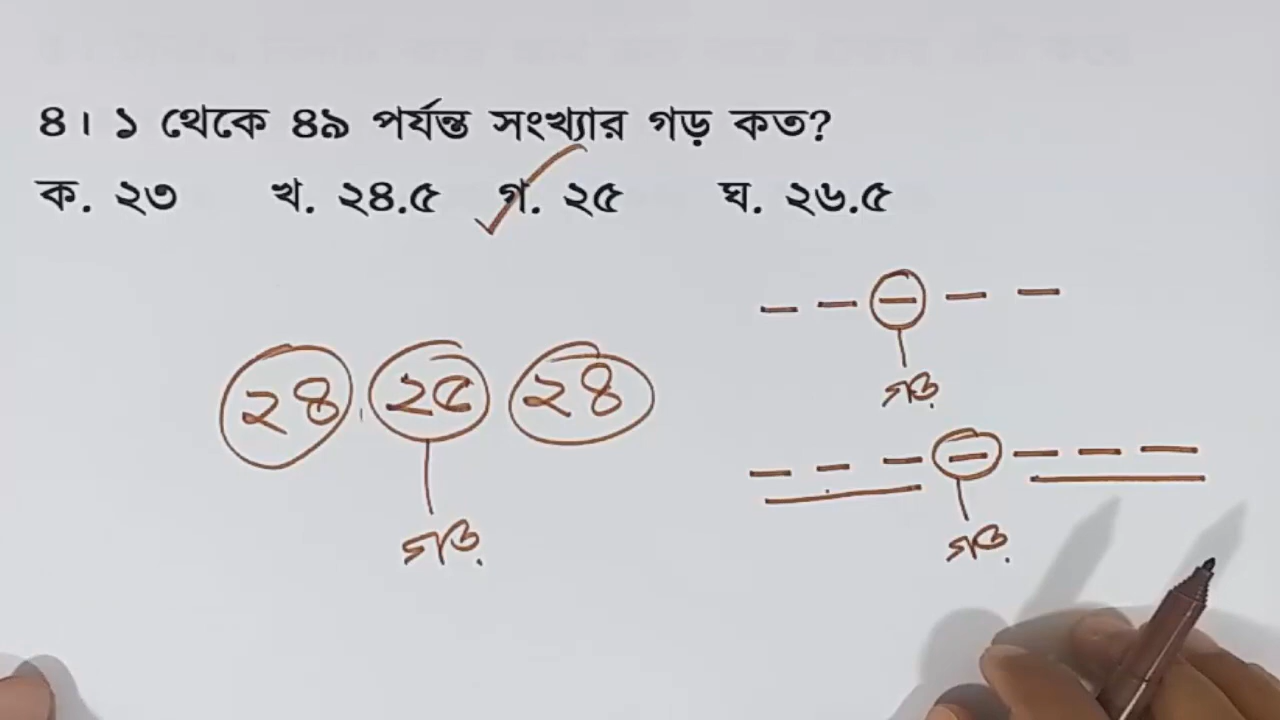 ৪। ১ থেকে ৪৯ পর্যন্ত সংখ্যার গড় কত?
ক. ২৩ খ. ২৪.৫ গ. ২৫ ঘ. ২৬.৫
গড়
২৪ ২৫ ২৪
গড়
গড়